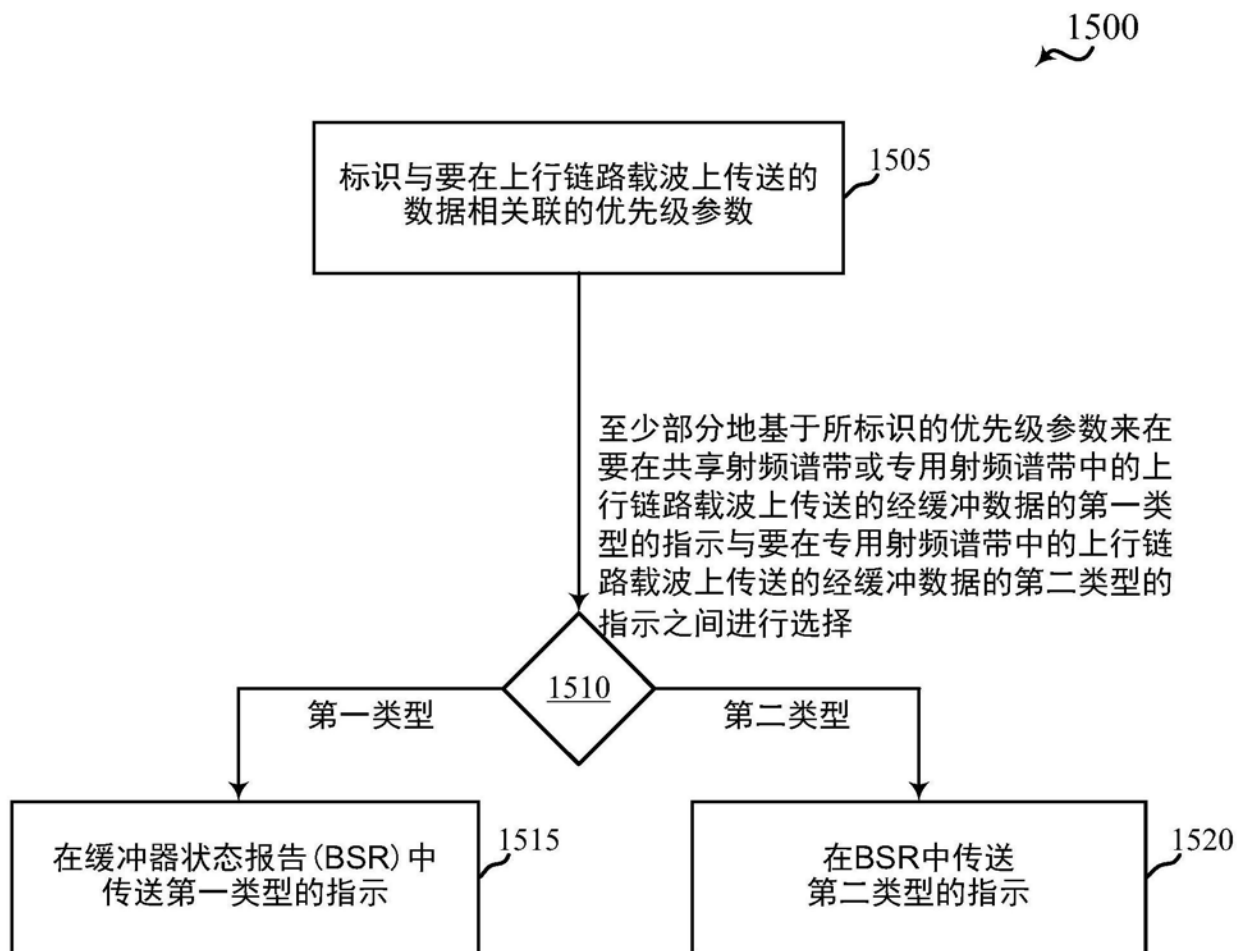 1500
标识与要在上行链路载波上传送的
数据相关联的优先级参数
1505
至少部分地基于所标识的优先级参数来在
要在共享射频谱带或专用射频谱带中的上
行链路载波上传送的经缓冲数据的第一类
型的指示与要在专用射频谱带中的上行链
路载波上传送的经缓冲数据的第二类型的
指示之间进行选择
1510
第一类型
第二类型
在缓冲器状态报告(BSR)中
传送第一类型的指示
1515
在BSR中传送
第二类型的指示
1520